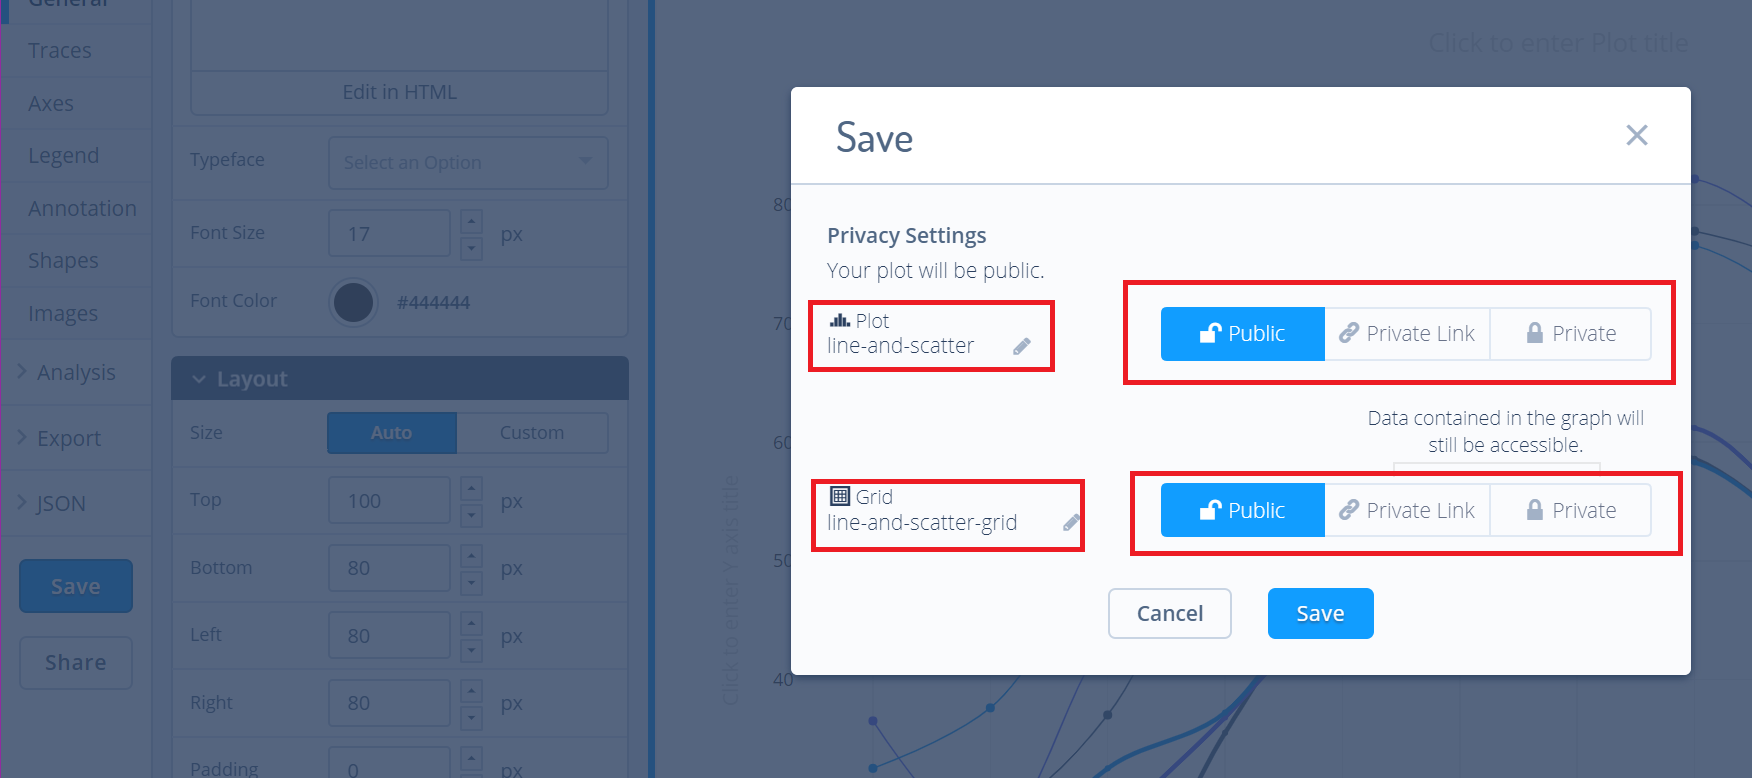 General
Traces
Axes
Legend
Annotation
Shapes
Images
Analysis
Export
JSON
Save
Share
Edit in HTML
Typeface
Select an Option
Font Size
17
px
Font Color
#444444
Layout
Size
Auto
Custom
Top
100
px
Bottom
80
px
Left
80
px
Right
80
px
Padding
0
px
Click to enter Plot title
Click to enter Y axis title
80
70
60
50
40
Save
Privacy Settings
Your plot will be public.
Plot
line-and-scatter
Public
Private Link
Private
Data contained in the graph will
still be accessible.
Grid
line-and-scatter-grid
Public
Private Link
Private
Cancel
Save